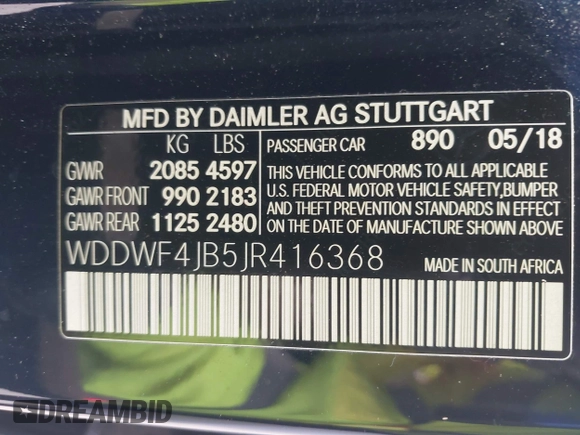 MFD BY DAIMLER AG STUTTGART
KG LBS
GVWR 2085 4597
GAWR FRONT 990 2183
GAWR REAR 1125 2480
PASSENGER CAR 890 05/18
THIS VEHICLE CONFORMS TO ALL APPLICABLE
U.S. FEDERAL MOTOR VEHICLE SAFETY,BUMPER
AND THEFT PREVENTION STANDARDS IN EFFECT
ON THE DATE OF MANUFACTURE SHOWN ABOVE.
WDDWF4JB5JR416368
MADE IN SOUTH AFRICA
DREAMBID